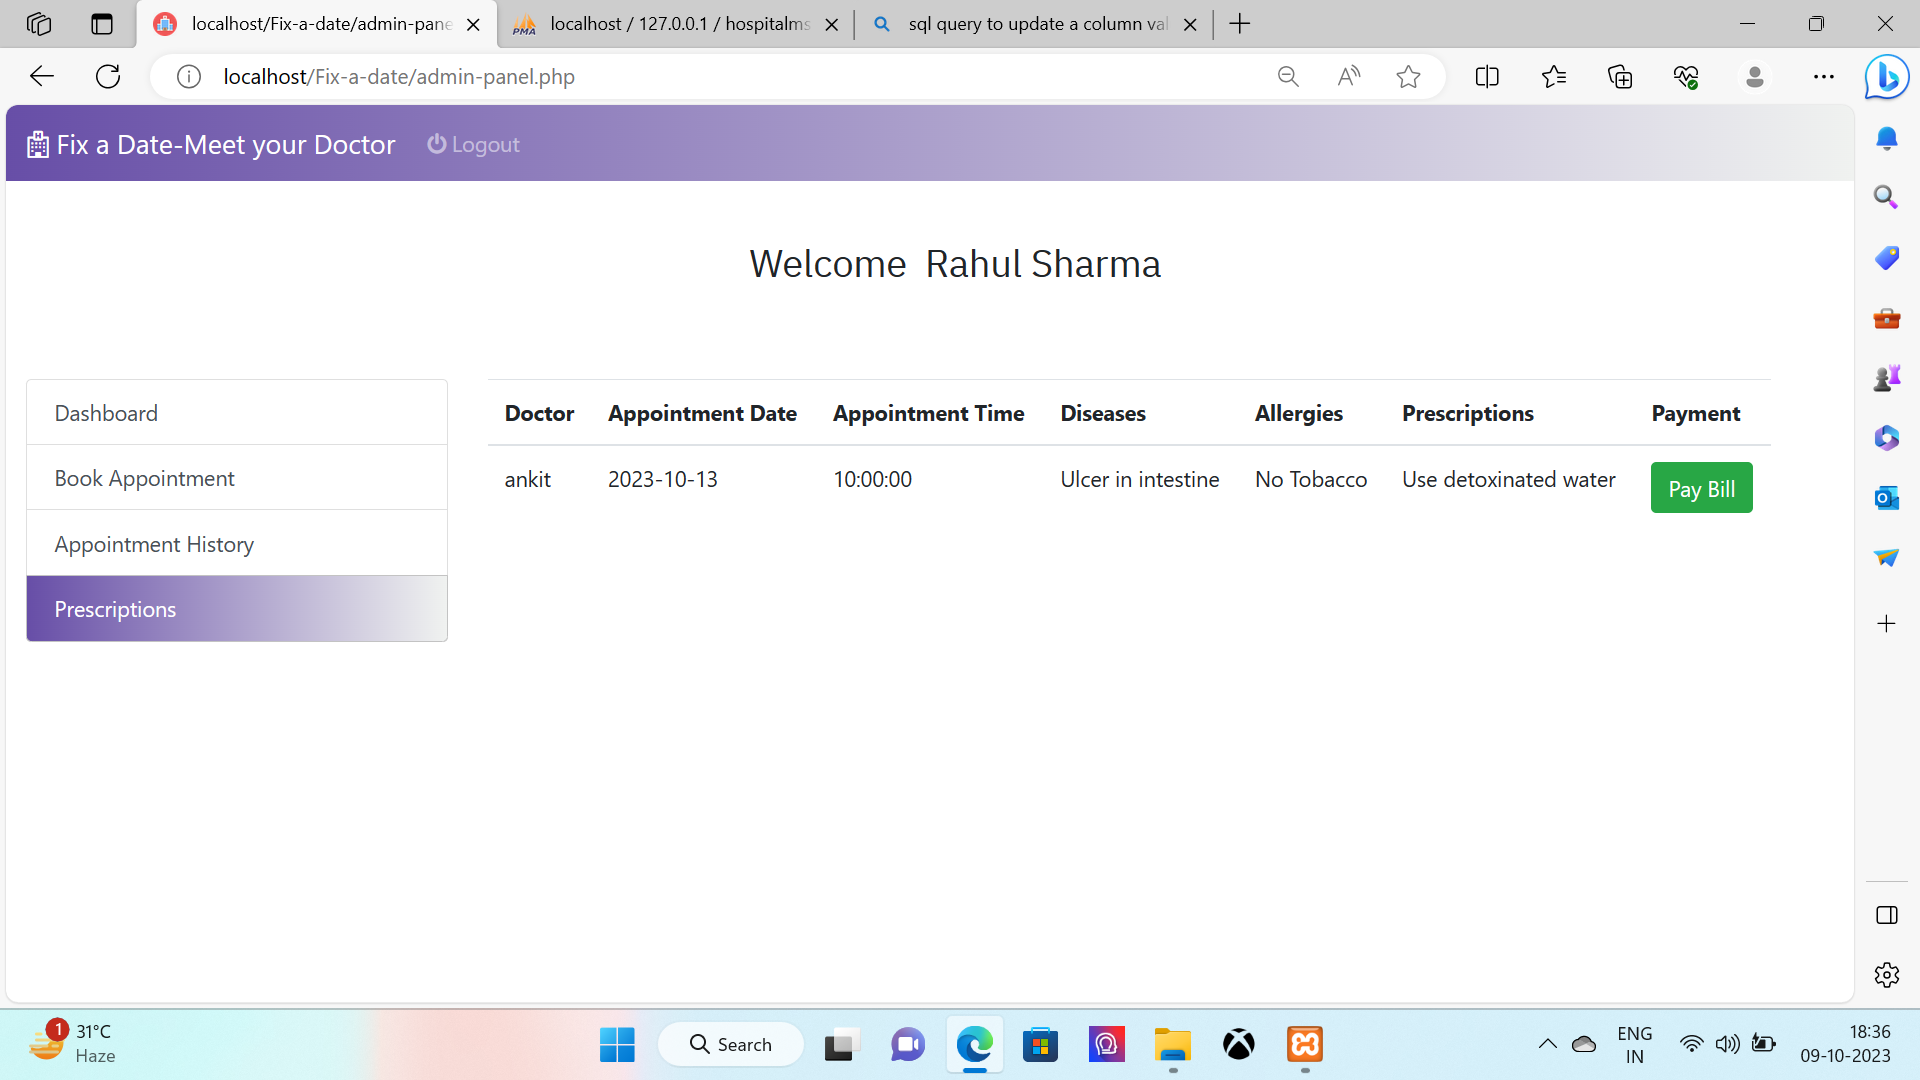 localhost/Fix-a-date/admin-pane
localhost / 127.0.0.1 / hospitalms
sql query to update a column val
localhost/Fix-a-date/admin-panel.php
Fix a Date-Meet your Doctor Logout
Welcome Rahul Sharma
Dashboard
Book Appointment
Appointment History
Prescriptions
Doctor Appointment Date Appointment Time Diseases Allergies Prescriptions Payment
ankit 2023-10-13 10:00:00 Ulcer in intestine No Tobacco Use detoxinated water Pay Bill
1
31°C
Haze
Search
ENG
IN
18:36
09-10-2023